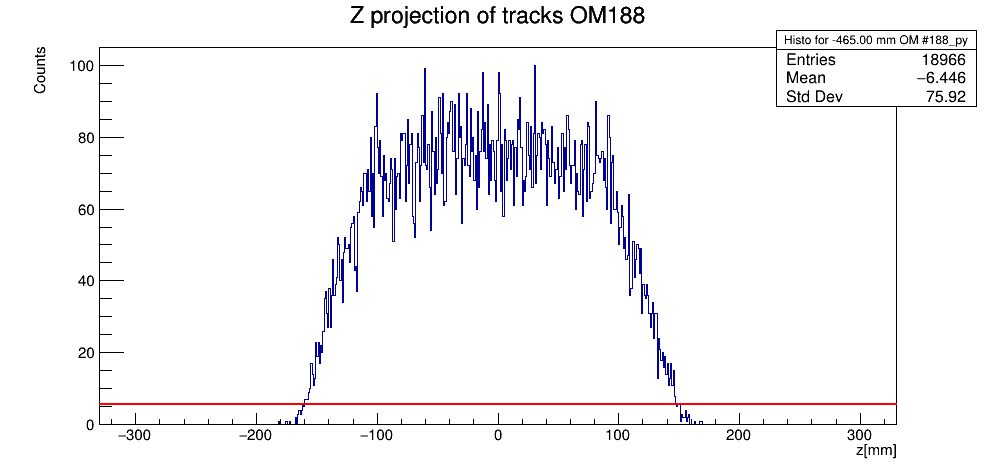 Z projection of tracks OM188
Histo for -465.00 mm OM #188_py
Entries 18966
Mean −6.446
Std Dev 75.92
Counts
100
80
60
40
20
0
−300 −200 −100 0 100 200 300
z[mm]